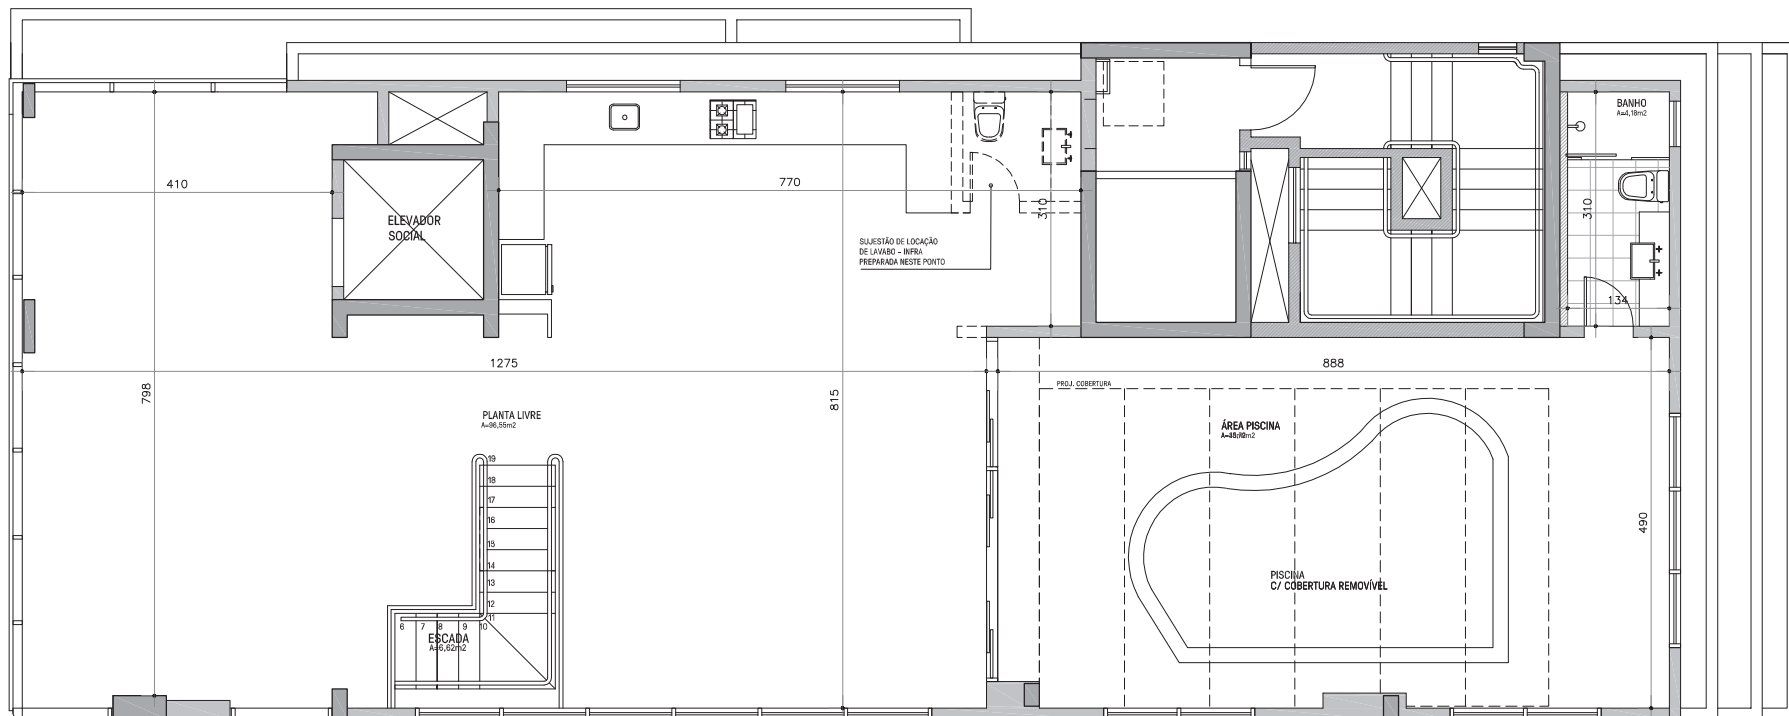 BANHO
A=4,18m2
410
770
310
310
ELEVADOR
SOCIAL
SUJESTÃO DE LOCAÇÃO
DE LAVABO - INFRA
PREPARADA NESTE PONTO
134
1275
888
798
815
PROJ. COBERTURA
PLANTA LIVRE
A=96,55m2
ÁREA PISCINA
19
18
17
16
15
14
13
12
11
490
PISCINA
C/ COBERTURA REMOVÍVEL
6 7 8 9 10
ESCADA
A=6,62m2